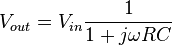 $V_{out} = V_{in} \frac{1}{1 + j\omega RC}$